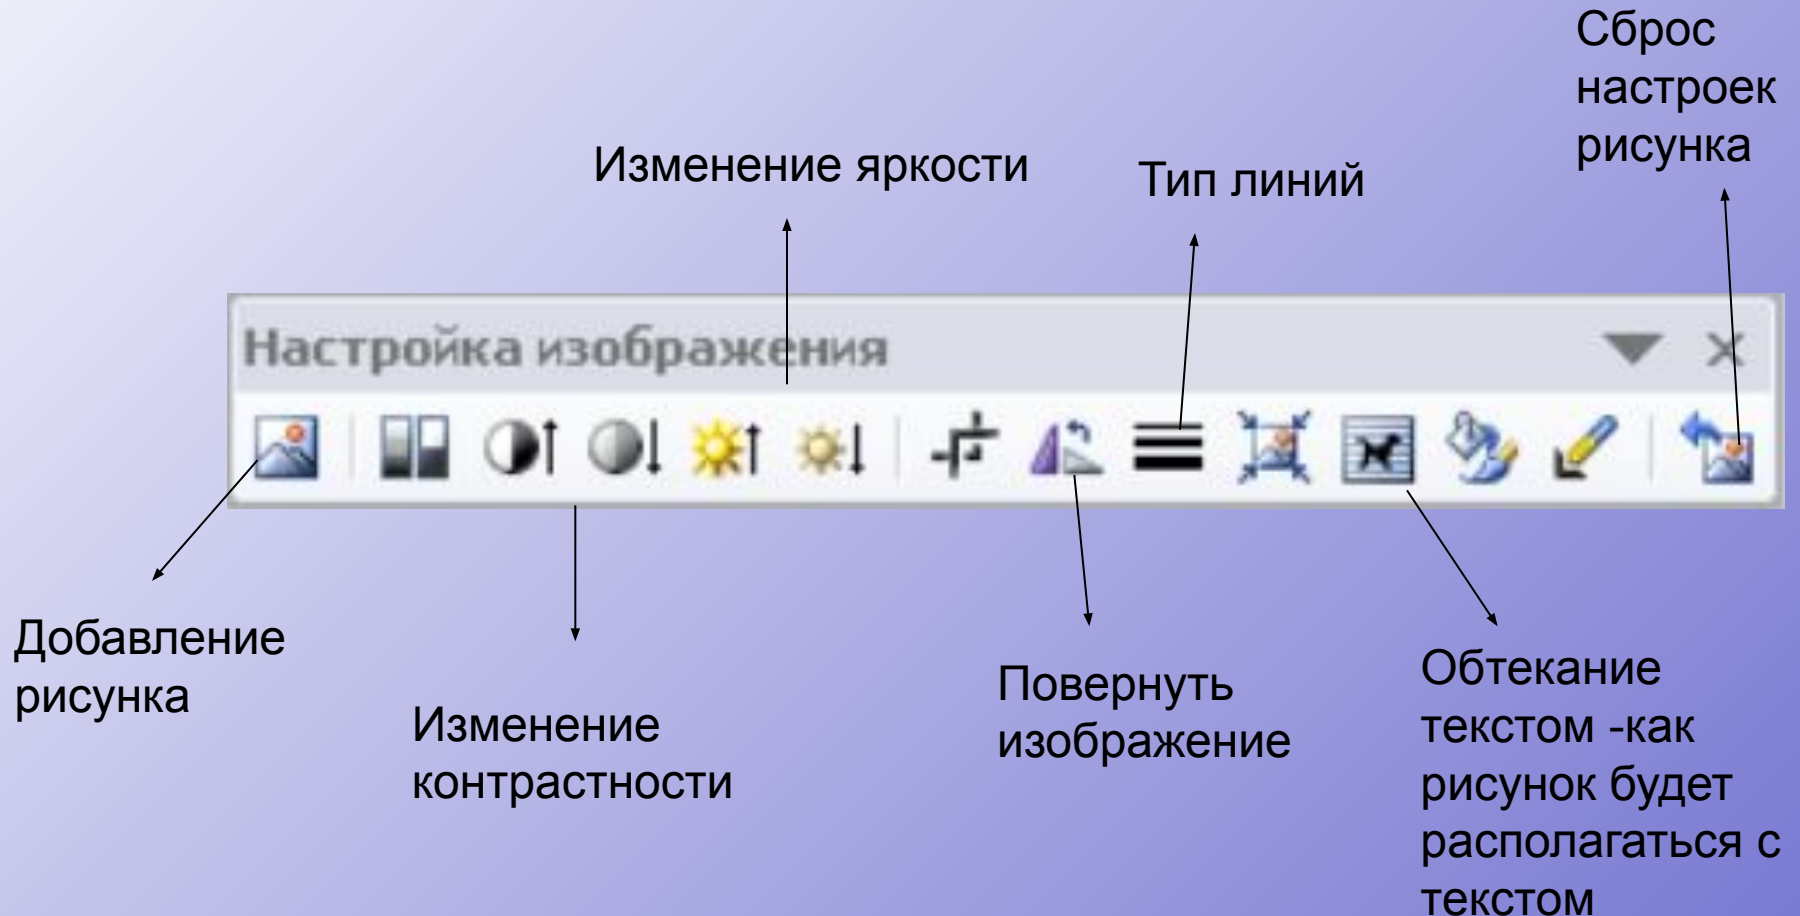 Сброс
настроек
рисунка
Изменение яркости
Тип линий
Настройка изображения
Добавление
рисунка
Изменение
контрастности
Повернуть
изображение
Обтекание
текстом -как
рисунок будет
располагаться с
текстом